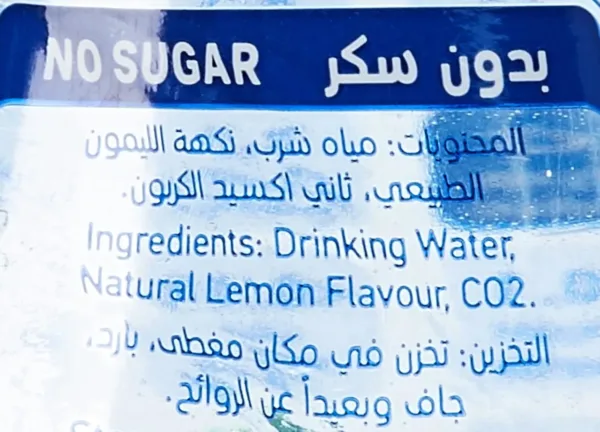 NO SUGAR بدون سكر
المحتويات: مياه شرب، نكهة الليمون
الطبيعي، ثاني اكسيد الكربون.
Ingredients: Drinking Water,
Natural Lemon Flavour, CO2.
التخزين: تخزن في مكان مغطى، بارد،
جاف وبعيداً عن الروائح.